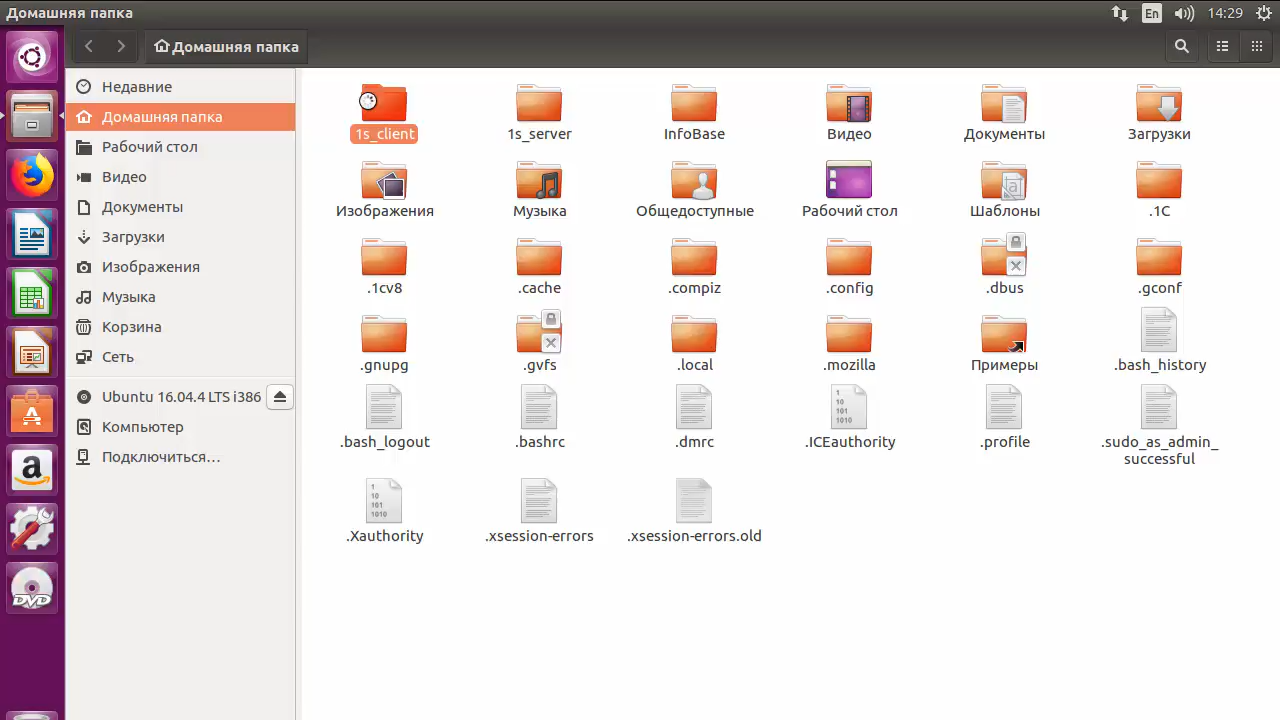 Домашняя папка
En
14:29
Домашняя папка
Недавние
Домашняя папка
Рабочий стол
Видео
Документы
Загрузки
Изображения
Музыка
Корзина
Сеть
Ubuntu 16.04.4 LTS i386
Компьютер
Подключиться…
1s_client
1s_server
InfoBase
Видео
Документы
Загрузки
Изображения
Музыка
Общедоступные
Рабочий стол
Шаблоны
.1C
.1cv8
.cache
.compiz
.config
.dbus
.gconf
.gnupg
.gvfs
.local
.mozilla
Примеры
.bash_history
.bash_logout
.bashrc
.dmrc
.ICEauthority
.profile
.sudo_as_admin_
successful
.Xauthority
.xsession-errors
.xsession-errors.old
DVD